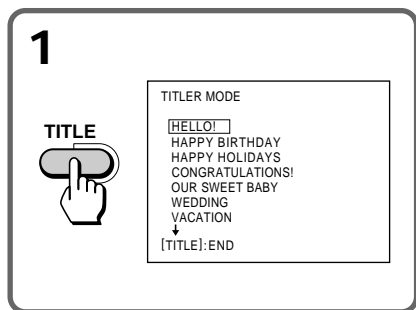 1
TITLE
TITLER MODE
HELLO!
HAPPY BIRTHDAY
HAPPY HOLIDAYS
CONGRATULATIONS!
OUR SWEET BABY
WEDDING
VACATION
[TITLE]:END